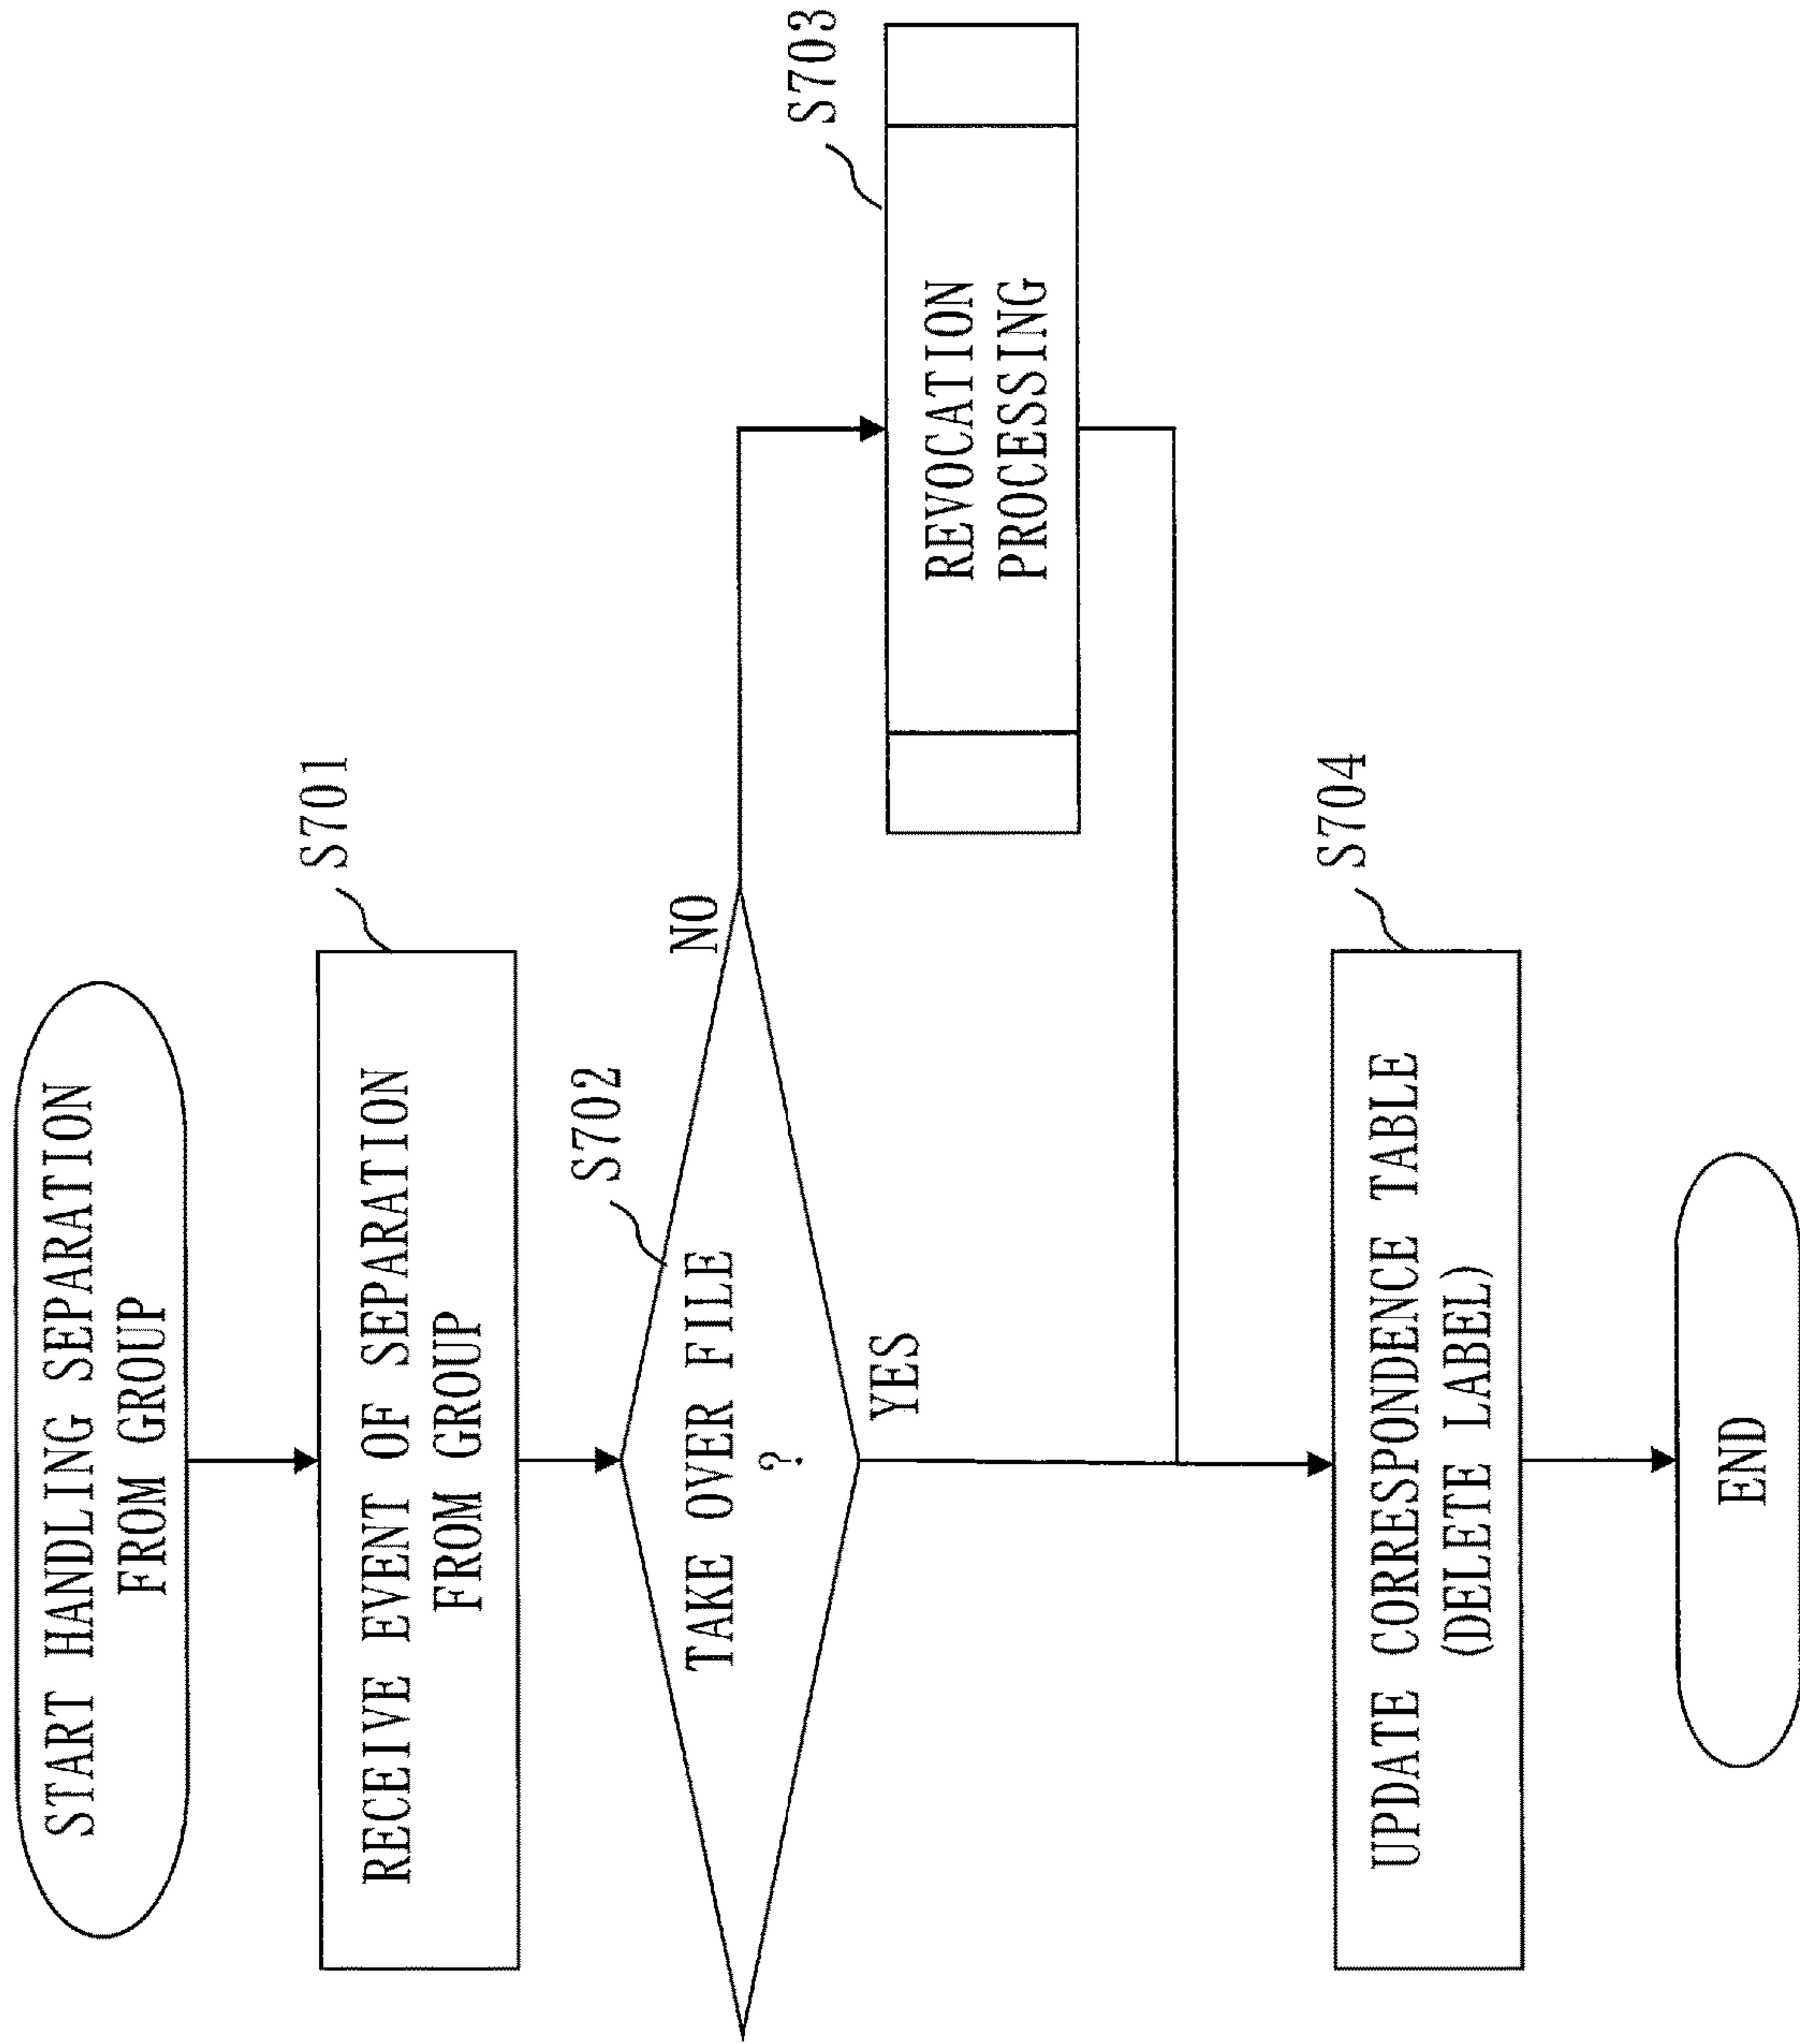 START HANDLING SEPARATION
FROM GROUP
S701
RECEIVE EVENT OF SEPARATION
FROM GROUP
S702
TAKE OVER FILE
?
NO
YES
S703
REVOCATION
PROCESSING
S704
UPDATE CORRESPONDENCE TABLE
(DELETE LABEL)
END